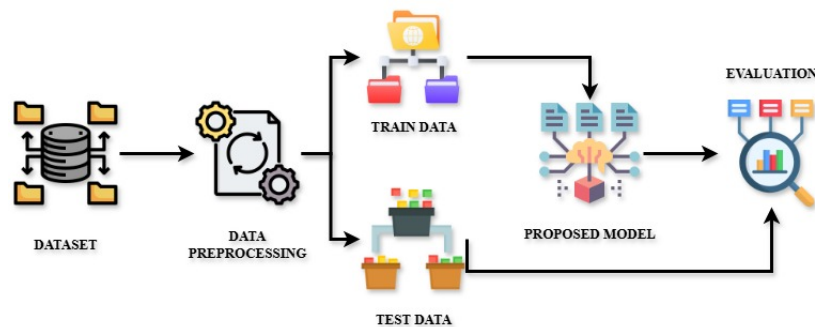 DATASET
DATA
PREPROCESSING
TRAIN DATA
TEST DATA
PROPOSED MODEL
EVALUATION